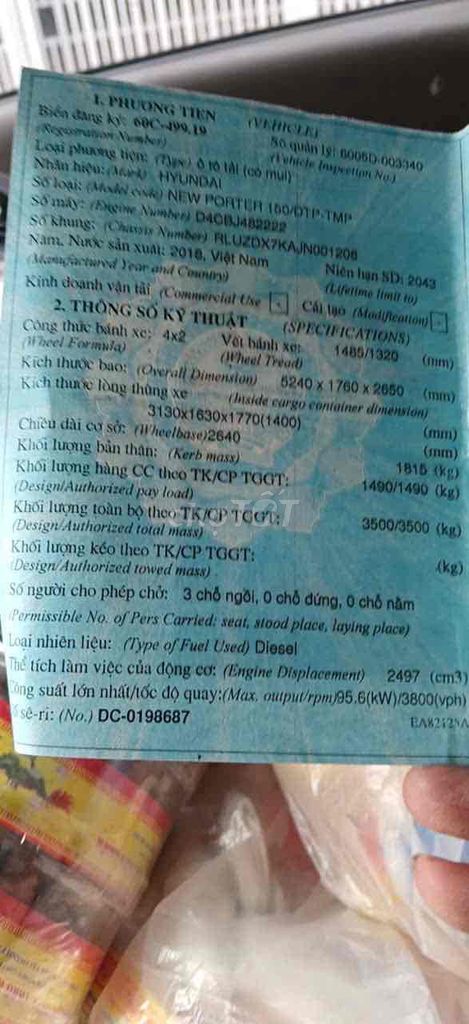 1. PHƯƠNG TIỆN (VEHICLE)
Biển đăng ký: 60C-499.19 Số quản lý: 6005D-003340
(Registration Number) (Vehicle Inspection No.)
Loại phương tiện: (Type) ô tô tải (có mui)
Nhãn hiệu: (Mark) HYUNDAI
Số loại: (Model code) NEW PORTER 150/DTP-TMP
Số máy: (Engine Number) D4CBJ482222
Số khung: (Chassis Number) RLUZDX7KAJN001206
Năm, Nước sản xuất: 2018, Việt Nam Niên hạn SD: 2043
(Manufactured Year and Country) (Lifetime limit to)
Kinh doanh vận tải (Commercial Use Cải tạo (Modification)
2. THÔNG SỐ KỸ THUẬT (SPECIFICATIONS)
Công thức bánh xe: 4x2 Vết bánh xe: 1485/1320 (mm)
(Wheel Formula) (Wheel Tread)
Kích thước bao: (Overall Dimension) 5240 x 1760 x 2650 (mm)
Kích thước lòng thùng xe (Inside cargo container dimension)
3130x1630x1770(1400) (mm)
Chiều dài cơ sở: (Wheelbase)2640 (mm)
Khối lượng bản thân: (Kerb mass) 1815 (kg)
Khối lượng hàng CC theo TK/CP TGGT: 1490/1490 (kg)
(Design/Authorized pay load)
Khối lượng toàn bộ theo TK/CP TGGT: 3500/3500 (kg)
(Design/Authorized total mass)
Khối lượng kéo theo TK/CP TGGT: (kg)
(Design/Authorized towed mass)
Số người cho phép chở: 3 chỗ ngồi, 0 chỗ đứng, 0 chỗ nằm
(Permissible No. of Pers Carried: seat, stood place, laying place)
Loại nhiên liệu: (Type of Fuel Used) Diesel
Thể tích làm việc của động cơ: (Engine Displacement) 2497 (cm3)
Công suất lớn nhất/tốc độ quay:(Max. output/rpm)95.6(kW)/3800(vph)
Số sê-ri: (No.) DC-0198687